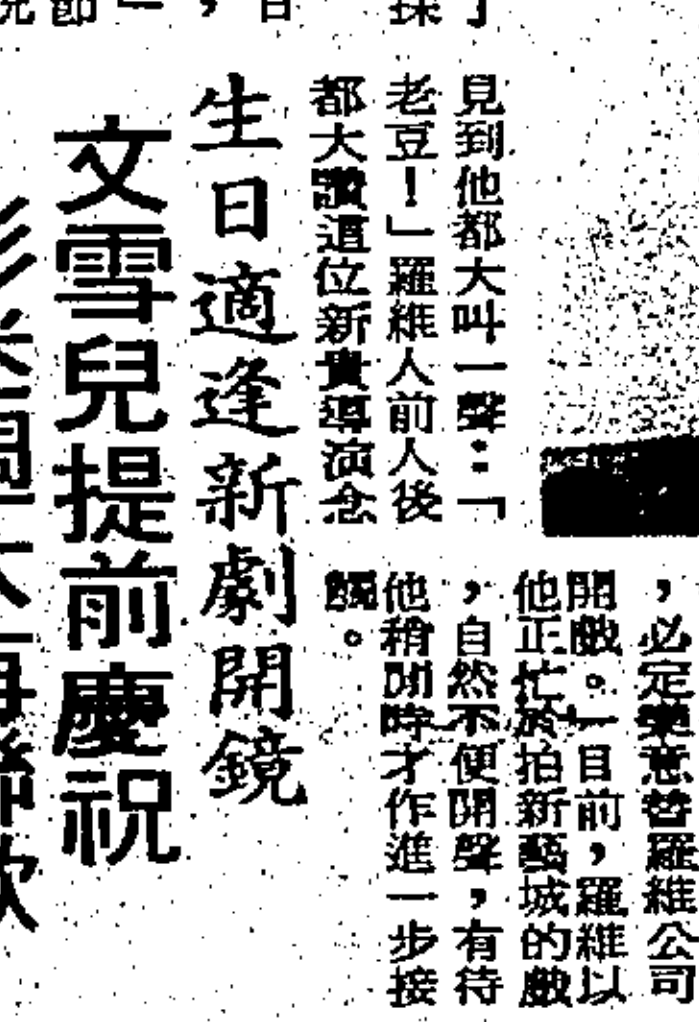 見到他都大叫一聲：「
老豆！」羅維人前人後
都大讚這位新貴導演念
，必定樂意替羅維公司
開戲。目前，羅維以
他正忙於拍新藝城的戲
，自然不便開聲，有待
他稍閒時才作進一步接
觸。
生日適逢新劇開鏡
文雪兒提前慶祝